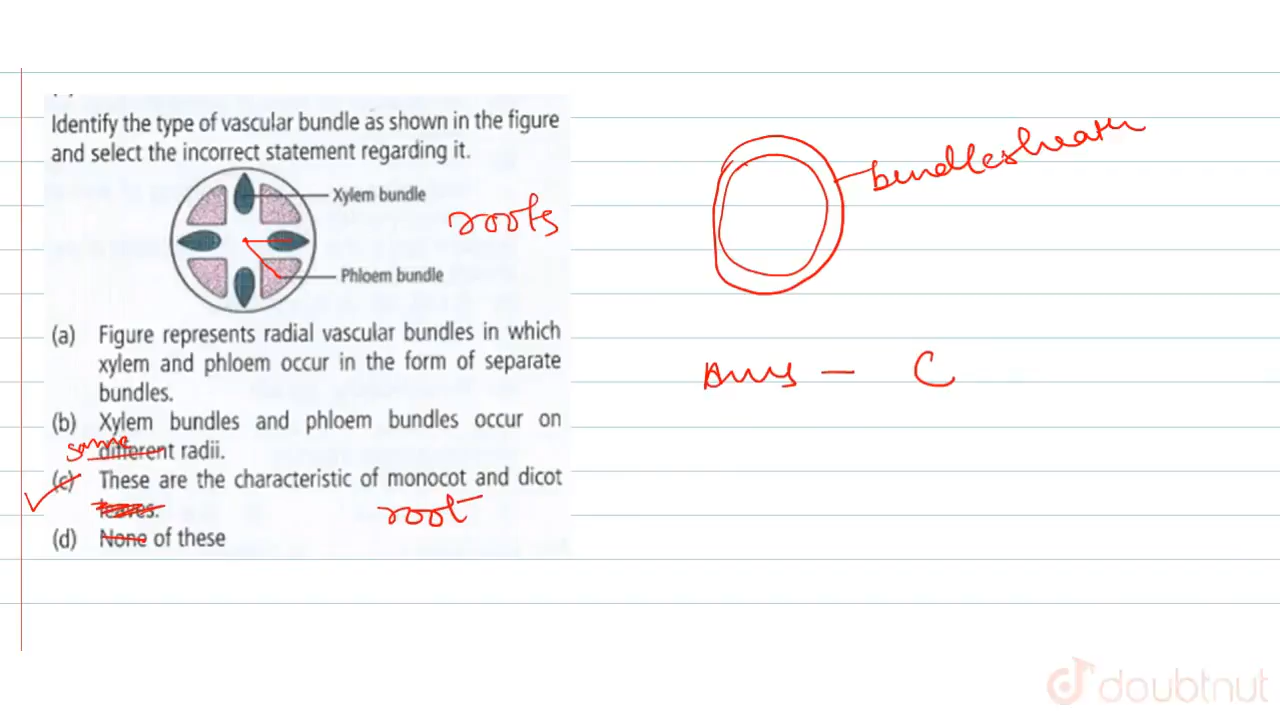 Identify the type of vascular bundle as shown in the figure
and select the incorrect statement regarding it.
Xylem bundle
roots
Phloem bundle
(a) Figure represents radial vascular bundles in which
xylem and phloem occur in the form of separate
bundles.
(b) Xylem bundles and phloem bundles occur on
same
different radii.
(c) These are the characteristic of monocot and dicot
leaves.
root
(d) None of these
bundlesheath
Ans - C
doubtnut